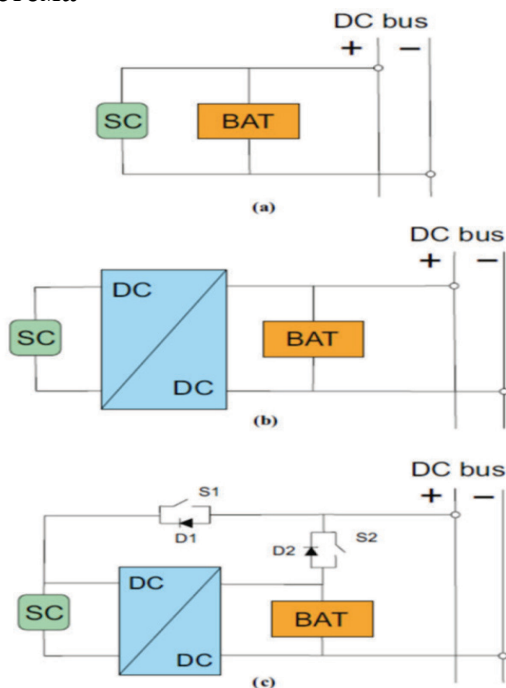 DC bus
+ −
SC
BAT
(a)
DC bus
+ −
DC
SC
BAT
DC
(b)
DC bus
S1
+ −
D1
D2
S2
DC
SC
BAT
DC
(c)